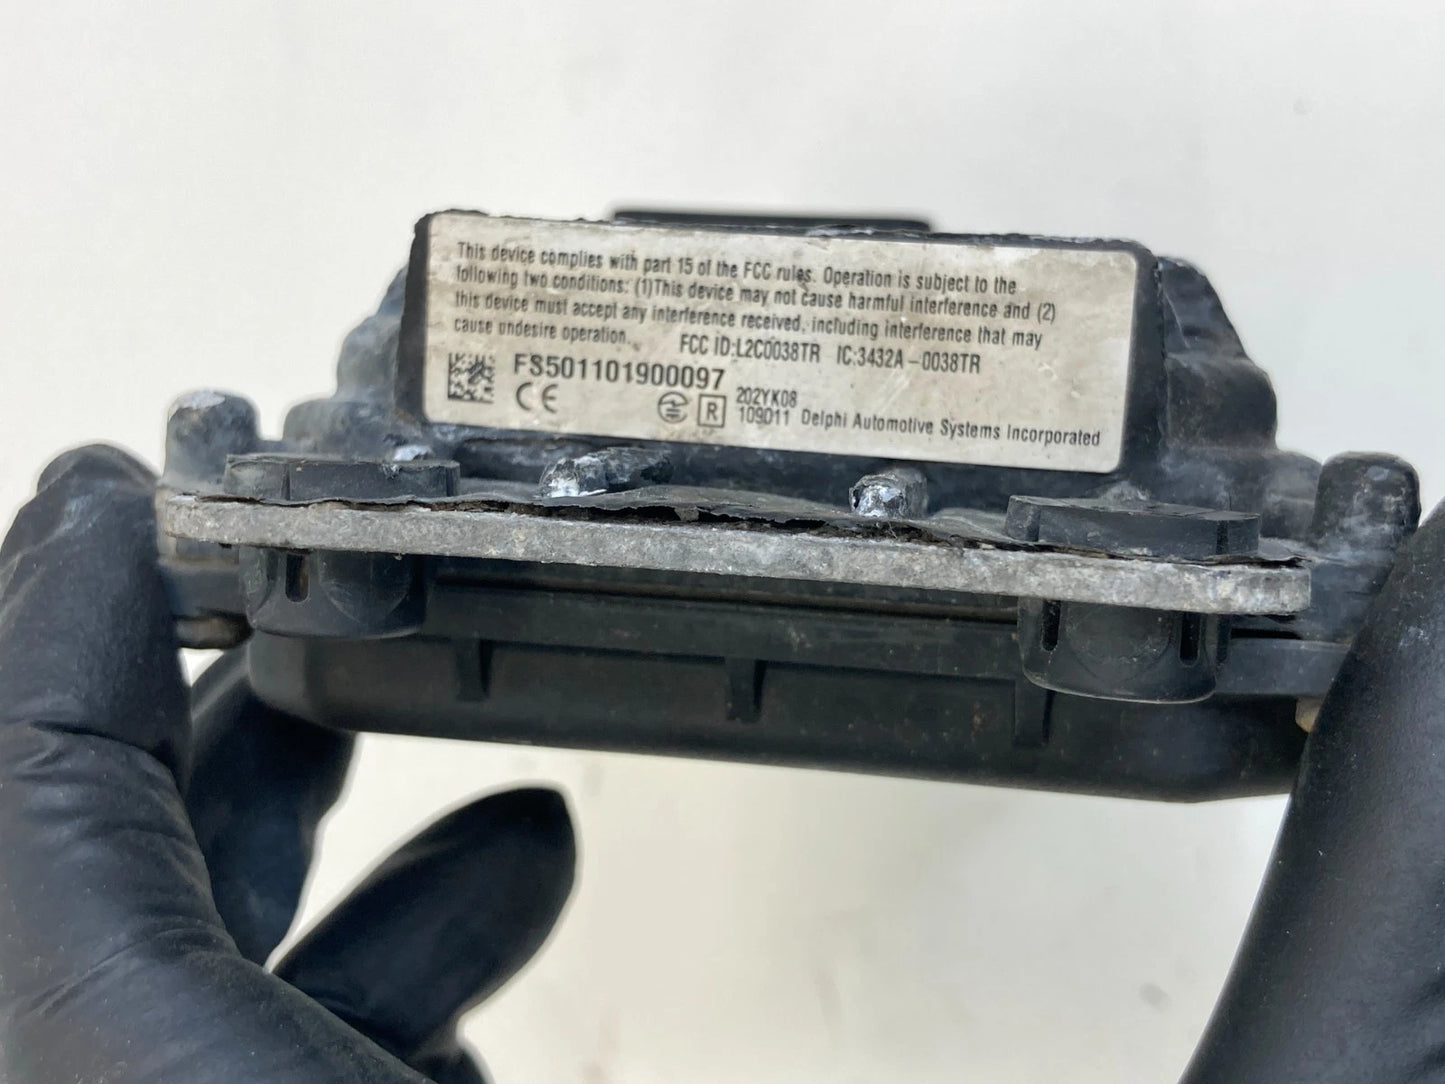 This device complies with part 15 of the FCC rules. Operation is subject to the
following two conditions: (1)This device may not cause harmful interference and (2)
this device must accept any interference received, including interference that may
cause undesire operation.
FCC ID:L2C0038TR IC:3432A-0038TR
FS501101900097
CE
R
202YK08
109D11 Delphi Automotive Systems Incorporated